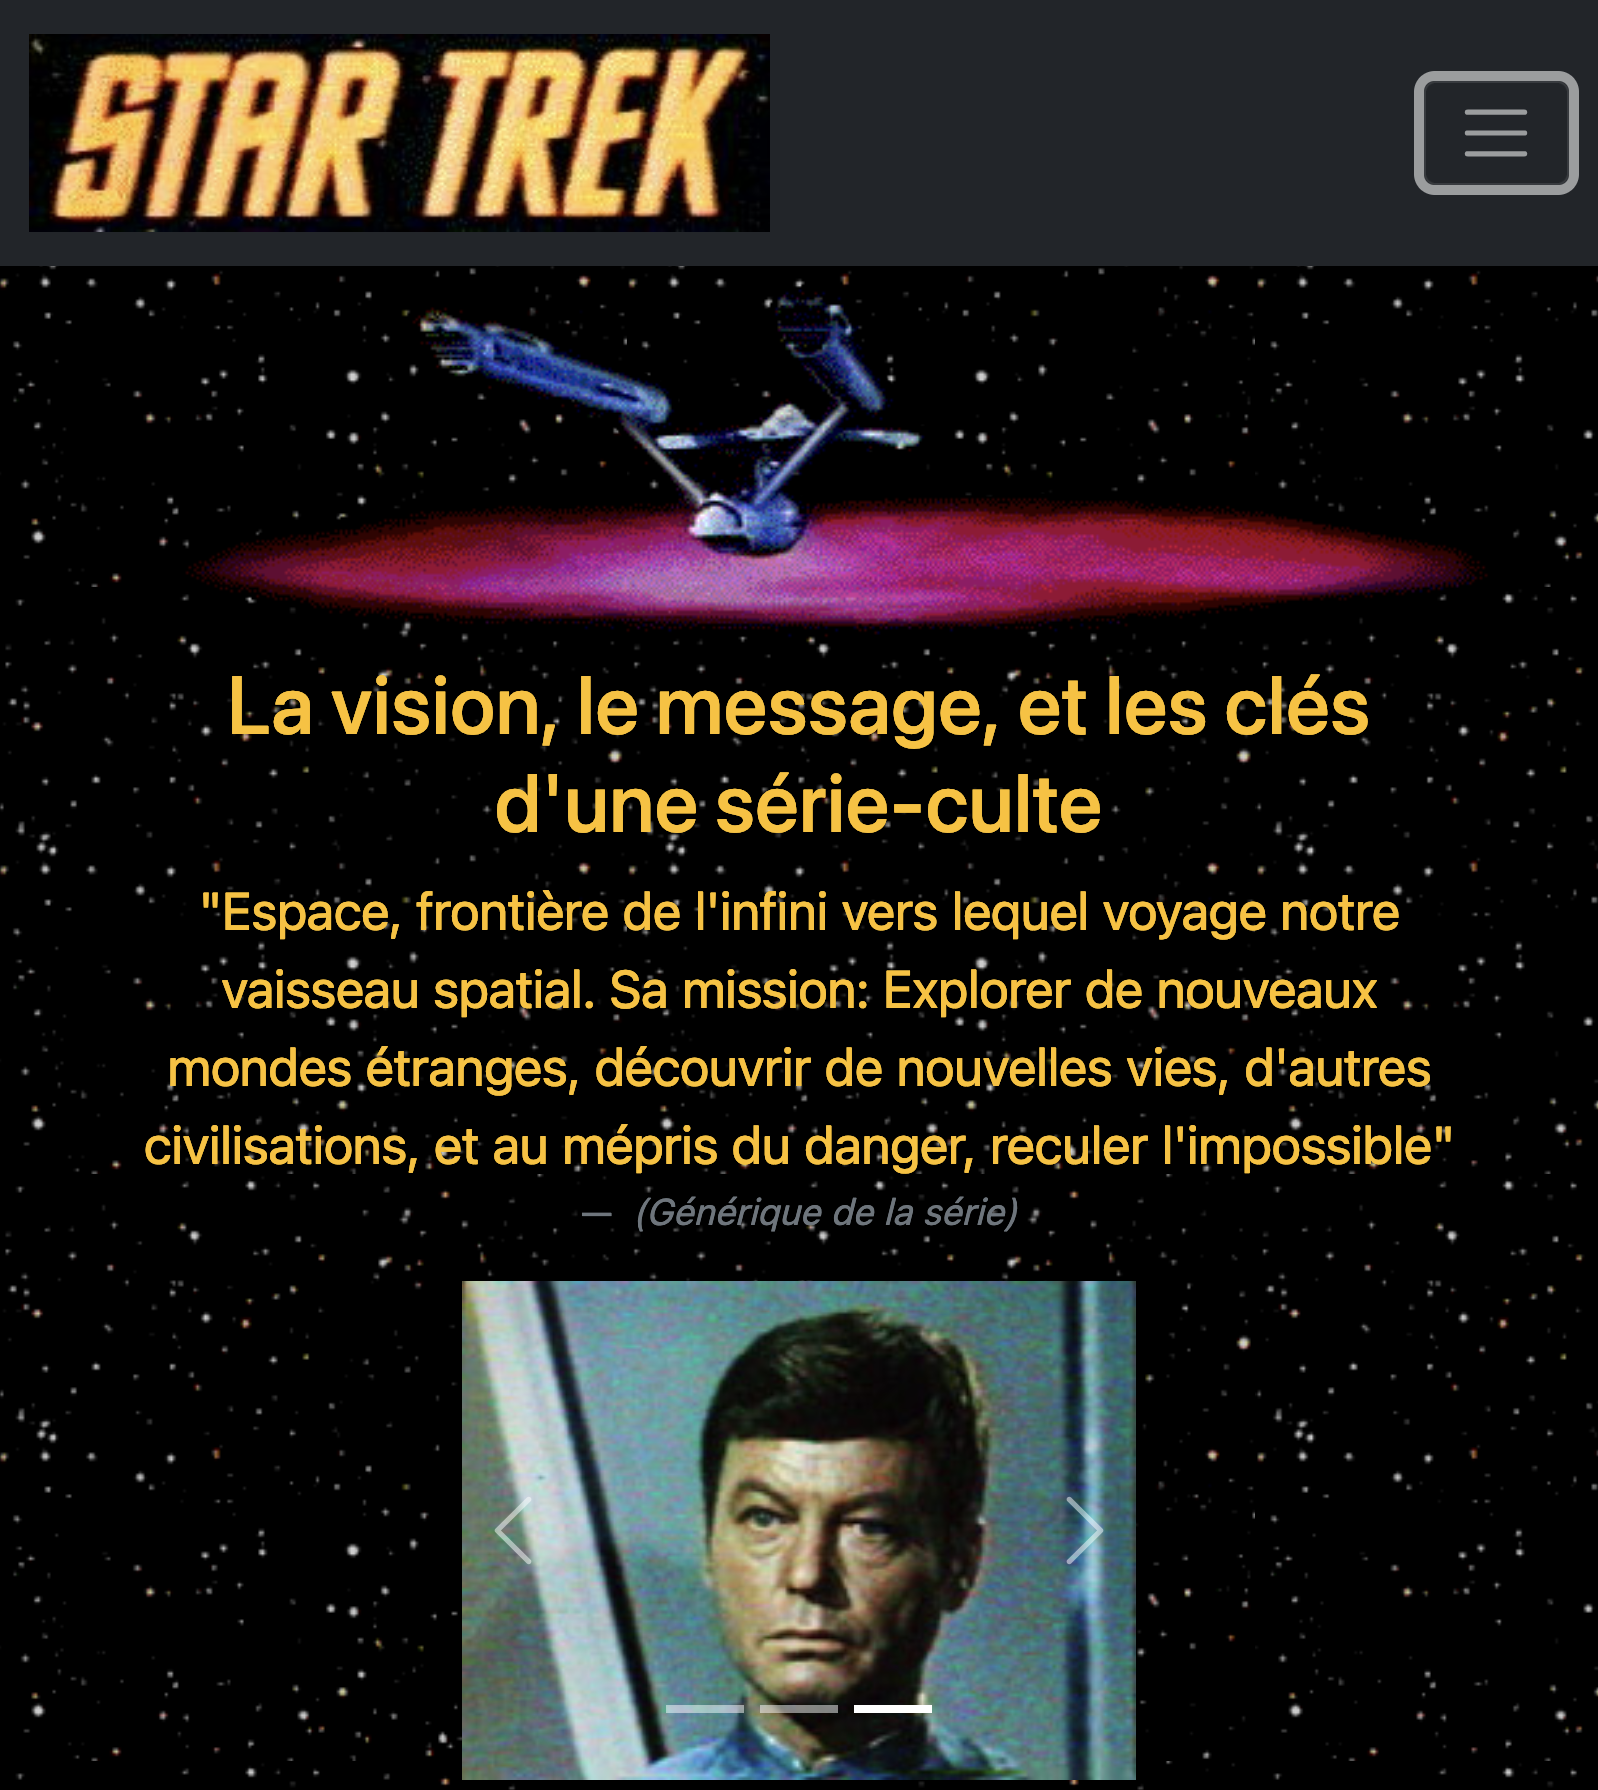 STAR TREK
La vision, le message, et les clés
d'une série-culte
"Espace, frontière de l'infini vers lequel voyage notre
vaisseau spatial. Sa mission: Explorer de nouveaux
mondes étranges, découvrir de nouvelles vies, d'autres
civilisations, et au mépris du danger, reculer l'impossible"
— (Générique de la série)